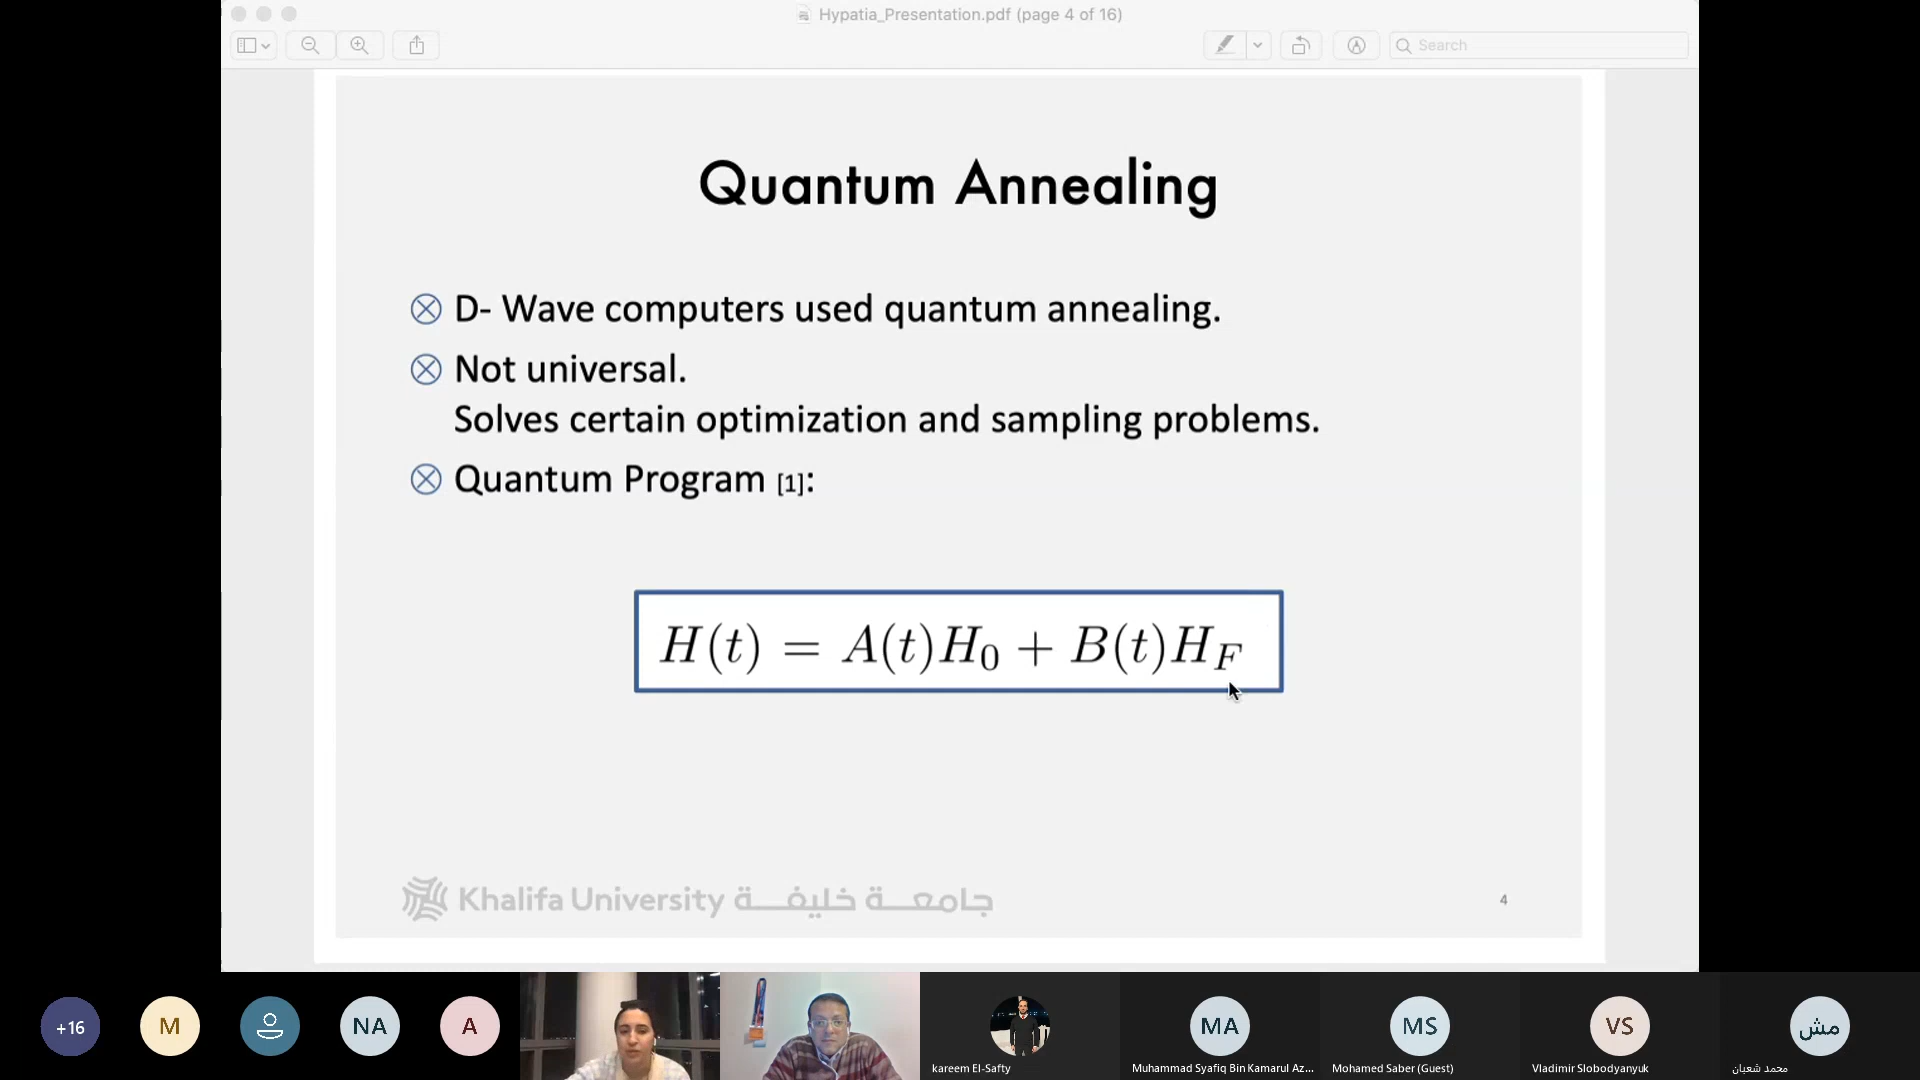 Hypatia_Presentation.pdf (page 4 of 16)
Search
Quantum Annealing
D- Wave computers used quantum annealing.
Not universal.
Solves certain optimization and sampling problems.
Quantum Program [1]:
H(t) = A(t)H₀ + B(t)H_F
Khalifa University جامعة خليفة
4
+16
M
NA
A
MA
MS
VS
مش
kareem El-Safty
Muhammad Syafiq Bin Kamarul Az...
Mohamed Saber (Guest)
Vladimir Slobodyanyuk
محمد شعبان